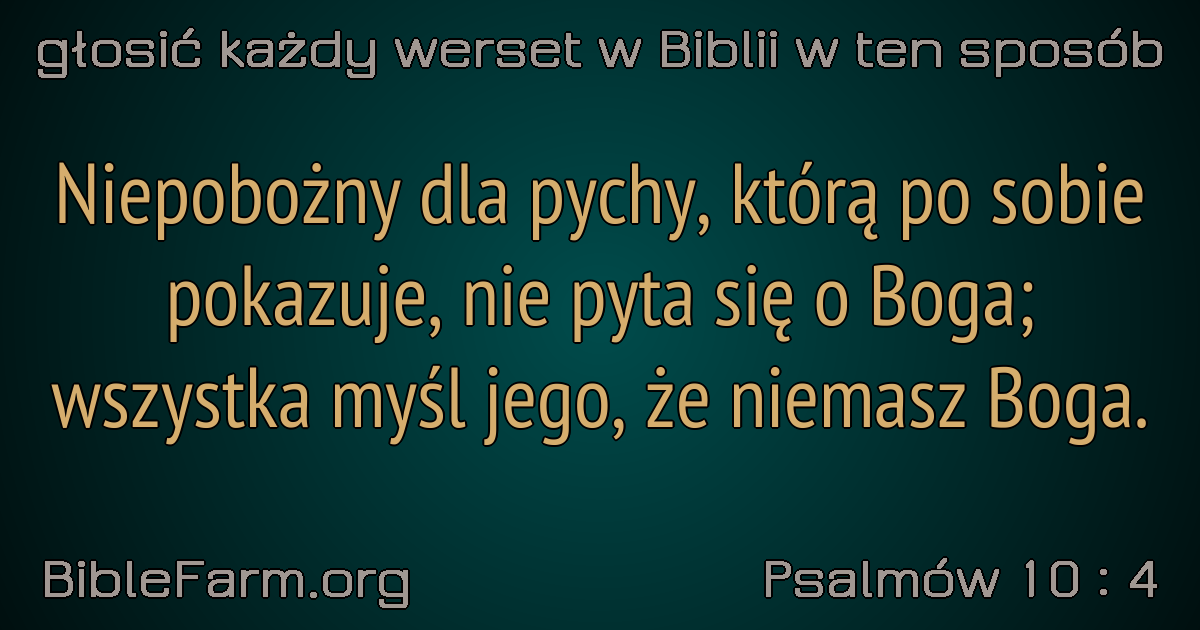 głosić każdy werset w Biblii w ten sposób
Niepobożny dla pychy, którą po sobie
pokazuje, nie pyta się o Boga;
wszystka myśl jego, że niemasz Boga.
BibleFarm.org
Psalmów 10 : 4